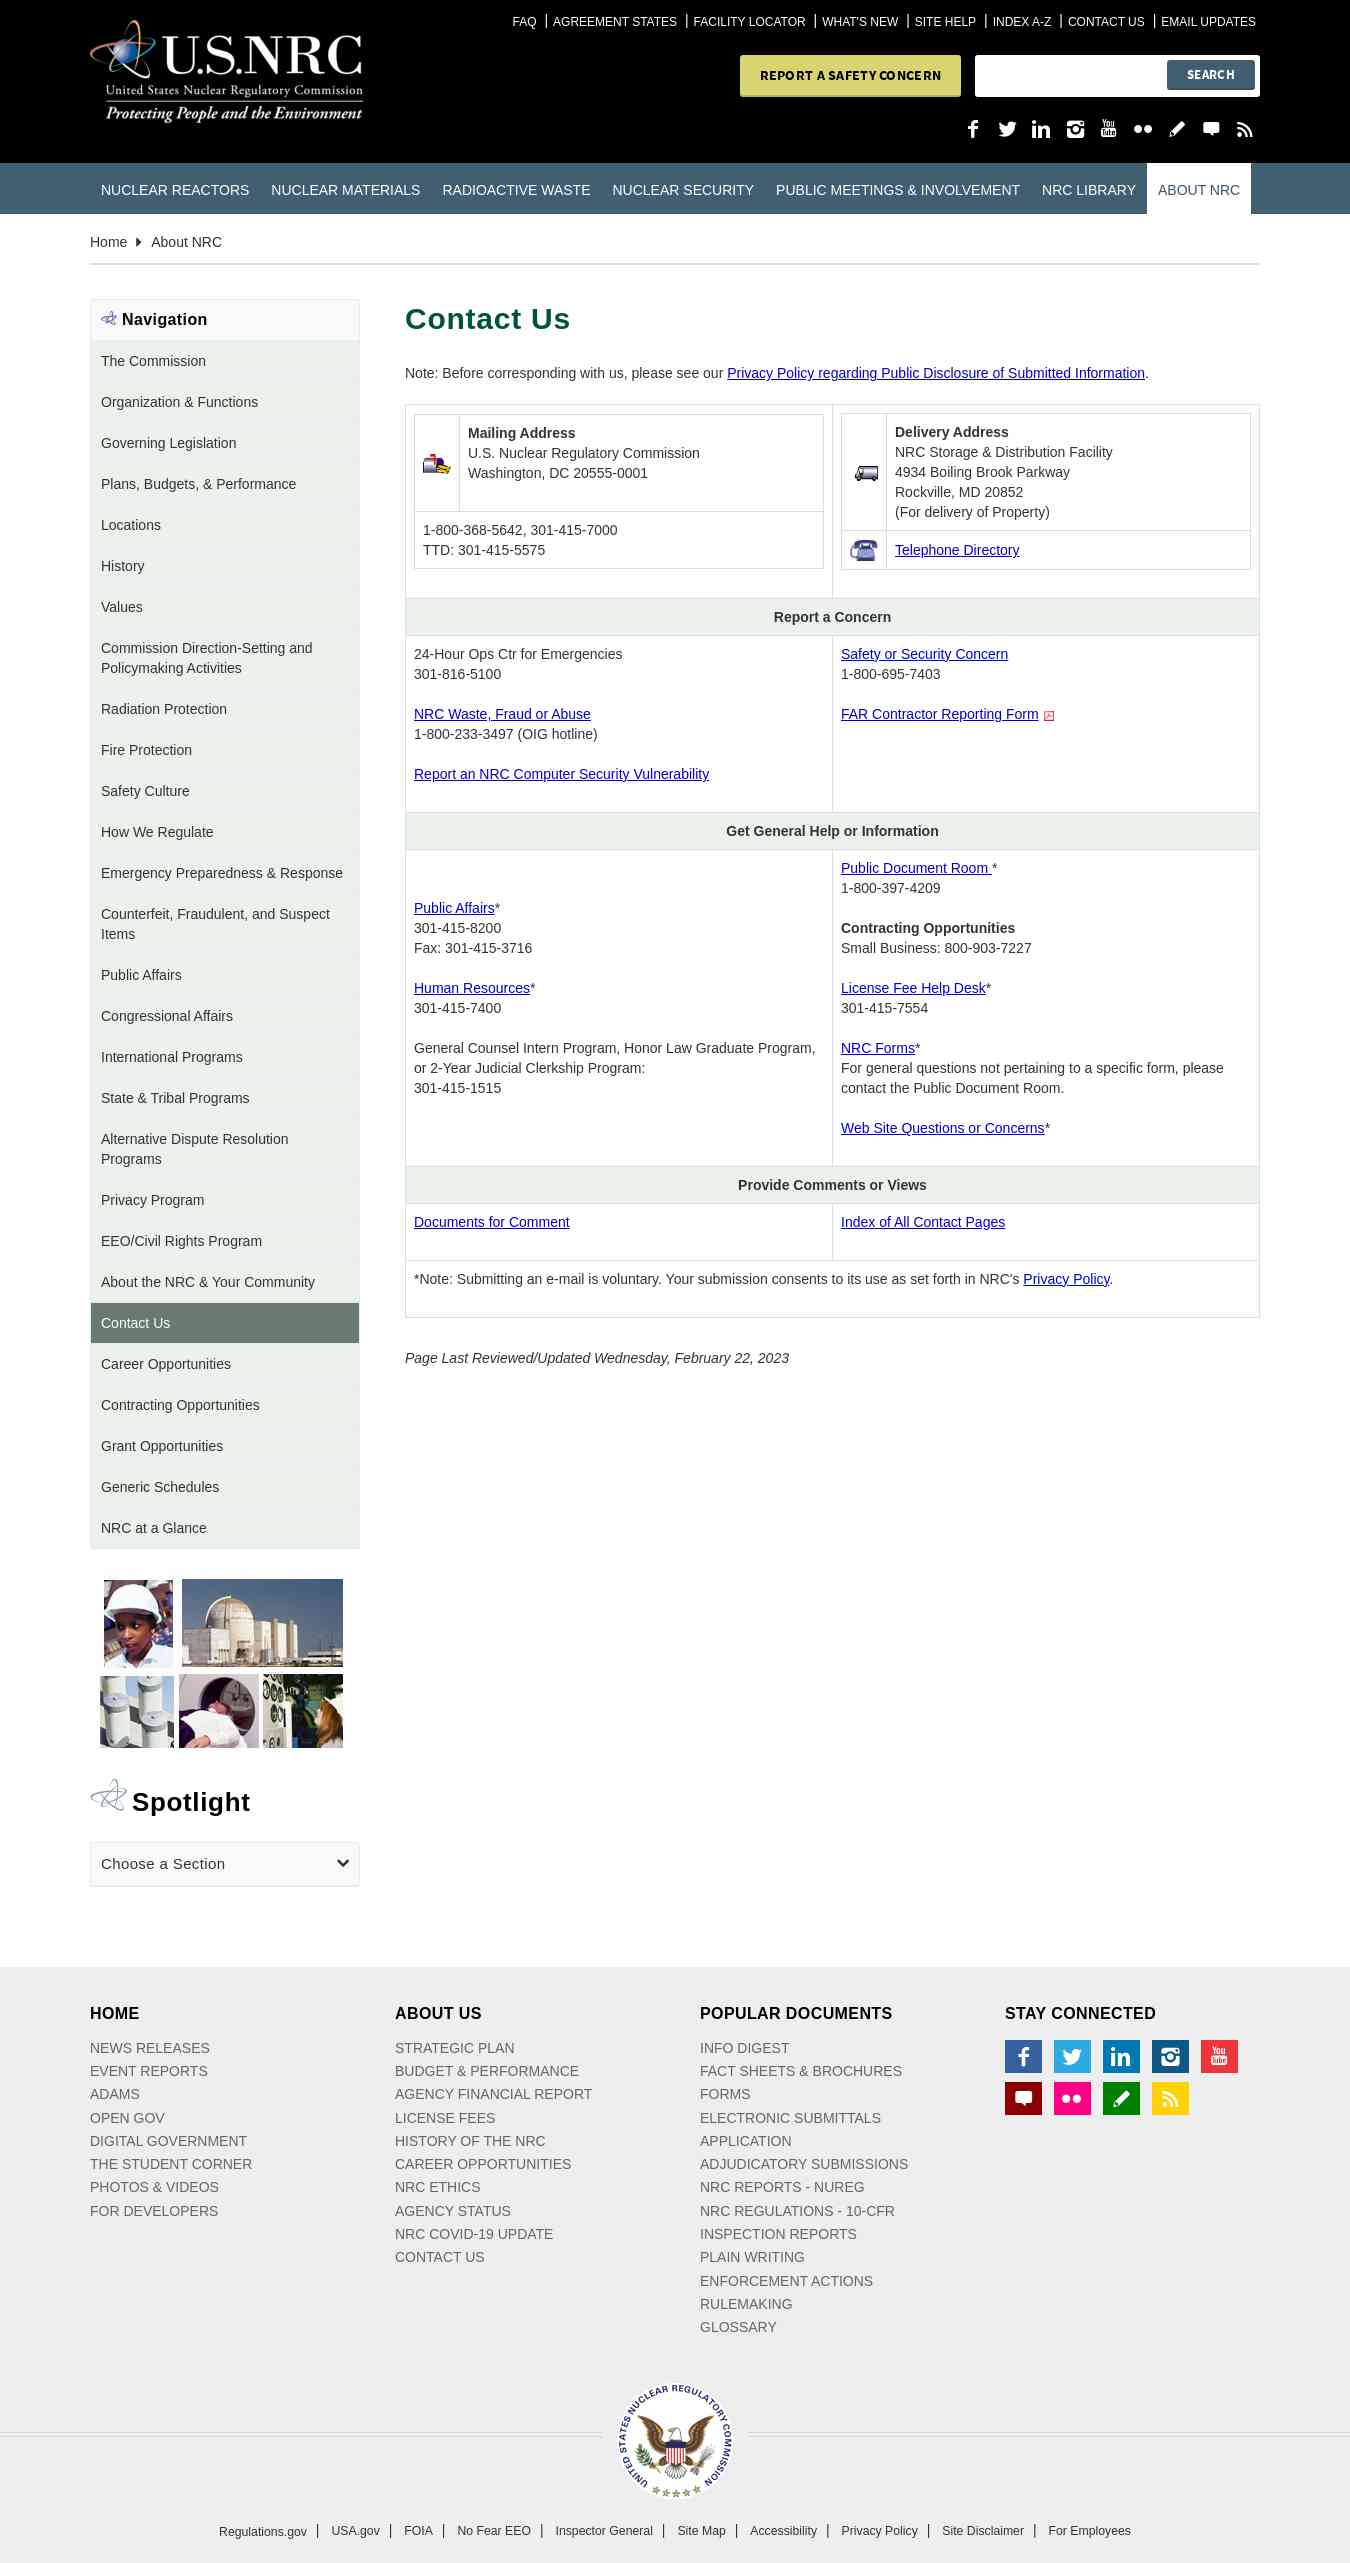 FAQ | AGREEMENT STATES | FACILITY LOCATOR | WHAT'S NEW | SITE HELP | INDEX A-Z | CONTACT US | EMAIL UPDATES
U.S.NRC
United States Nuclear Regulatory Commission
Protecting People and the Environment
REPORT A SAFETY CONCERN
SEARCH
NUCLEAR REACTORS NUCLEAR MATERIALS RADIOACTIVE WASTE NUCLEAR SECURITY PUBLIC MEETINGS & INVOLVEMENT NRC LIBRARY ABOUT NRC
Home About NRC
Navigation
The Commission
Organization & Functions
Governing Legislation
Plans, Budgets, & Performance
Locations
History
Values
Commission Direction-Setting and
Policymaking Activities
Radiation Protection
Fire Protection
Safety Culture
How We Regulate
Emergency Preparedness & Response
Counterfeit, Fraudulent, and Suspect
Items
Public Affairs
Congressional Affairs
International Programs
State & Tribal Programs
Alternative Dispute Resolution
Programs
Privacy Program
EEO/Civil Rights Program
About the NRC & Your Community
Contact Us
Career Opportunities
Contracting Opportunities
Grant Opportunities
Generic Schedules
NRC at a Glance
Spotlight
Choose a Section
Contact Us
Note: Before corresponding with us, please see our Privacy Policy regarding Public Disclosure of Submitted Information.
Mailing Address
U.S. Nuclear Regulatory Commission
Washington, DC 20555-0001
1-800-368-5642, 301-415-7000
TTD: 301-415-5575
Delivery Address
NRC Storage & Distribution Facility
4934 Boiling Brook Parkway
Rockville, MD 20852
(For delivery of Property)
Telephone Directory
Report a Concern
24-Hour Ops Ctr for Emergencies
301-816-5100
NRC Waste, Fraud or Abuse
1-800-233-3497 (OIG hotline)
Report an NRC Computer Security Vulnerability
Safety or Security Concern
1-800-695-7403
FAR Contractor Reporting Form
Get General Help or Information
Public Affairs*
301-415-8200
Fax: 301-415-3716
Human Resources*
301-415-7400
General Counsel Intern Program, Honor Law Graduate Program,
or 2-Year Judicial Clerkship Program:
301-415-1515
Public Document Room *
1-800-397-4209
Contracting Opportunities
Small Business: 800-903-7227
License Fee Help Desk*
301-415-7554
NRC Forms*
For general questions not pertaining to a specific form, please
contact the Public Document Room.
Web Site Questions or Concerns*
Provide Comments or Views
Documents for Comment
Index of All Contact Pages
*Note: Submitting an e-mail is voluntary. Your submission consents to its use as set forth in NRC's Privacy Policy.
Page Last Reviewed/Updated Wednesday, February 22, 2023
HOME
NEWS RELEASES
EVENT REPORTS
ADAMS
OPEN GOV
DIGITAL GOVERNMENT
THE STUDENT CORNER
PHOTOS & VIDEOS
FOR DEVELOPERS
ABOUT US
STRATEGIC PLAN
BUDGET & PERFORMANCE
AGENCY FINANCIAL REPORT
LICENSE FEES
HISTORY OF THE NRC
CAREER OPPORTUNITIES
NRC ETHICS
AGENCY STATUS
NRC COVID-19 UPDATE
CONTACT US
POPULAR DOCUMENTS
INFO DIGEST
FACT SHEETS & BROCHURES
FORMS
ELECTRONIC SUBMITTALS
APPLICATION
ADJUDICATORY SUBMISSIONS
NRC REPORTS - NUREG
NRC REGULATIONS - 10-CFR
INSPECTION REPORTS
PLAIN WRITING
ENFORCEMENT ACTIONS
RULEMAKING
GLOSSARY
STAY CONNECTED
You Tube
UNITED STATES NUCLEAR REGULATORY COMMISSION
Regulations.gov | USA.gov | FOIA | No Fear EEO | Inspector General | Site Map | Accessibility | Privacy Policy | Site Disclaimer | For Employees